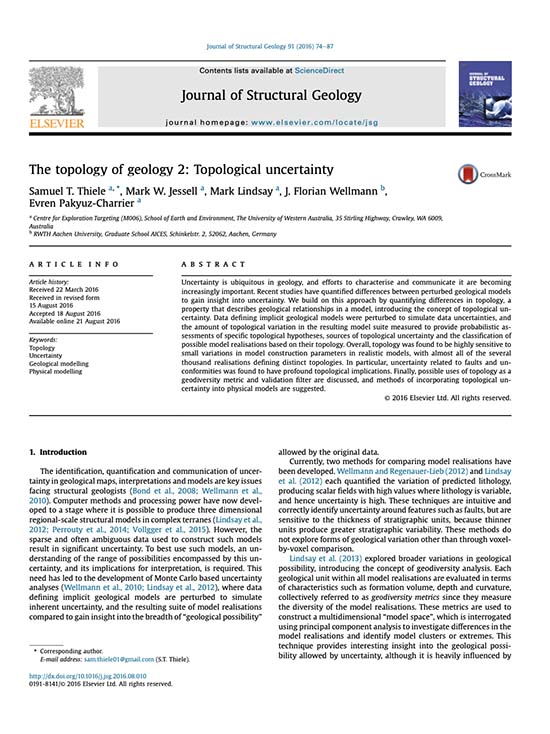 Journal of Structural Geology 91 (2016) 74–87
Contents lists available at ScienceDirect
Journal of Structural Geology
journal homepage: www.elsevier.com/locate/jsg
ELSEVIER
JOURNAL OF
STRUCTURAL
GEOLOGY
The topology of geology 2: Topological uncertainty
CrossMark
Samuel T. Thiele a, *, Mark W. Jessell a, Mark Lindsay a, J. Florian Wellmann b,
Evren Pakyuz-Charrier a
a Centre for Exploration Targeting (M006), School of Earth and Environment, The University of Western Australia, 35 Stirling Highway, Crawley, WA 6009,
Australia
b RWTH Aachen University, Graduate School AICES, Schinkelstr. 2, 52062, Aachen, Germany
ARTICLE INFO
Article history:
Received 22 March 2016
Received in revised form
15 August 2016
Accepted 18 August 2016
Available online 21 August 2016
Keywords:
Topology
Uncertainty
Geological modelling
Physical modelling
ABSTRACT
Uncertainty is ubiquitous in geology, and efforts to characterise and communicate it are becoming
increasingly important. Recent studies have quantified differences between perturbed geological models
to gain insight into uncertainty. We build on this approach by quantifying differences in topology, a
property that describes geological relationships in a model, introducing the concept of topological un-
certainty. Data defining implicit geological models were perturbed to simulate data uncertainties, and
the amount of topological variation in the resulting model suite measured to provide probabilistic as-
sessments of specific topological hypotheses, sources of topological uncertainty and the classification of
possible model realisations based on their topology. Overall, topology was found to be highly sensitive to
small variations in model construction parameters in realistic models, with almost all of the several
thousand realisations defining distinct topologies. In particular, uncertainty related to faults and un-
conformities was found to have profound topological implications. Finally, possible uses of topology as a
geodiversity metric and validation filter are discussed, and methods of incorporating topological un-
certainty into physical models are suggested.
© 2016 Elsevier Ltd. All rights reserved.
1. Introduction
The identification, quantification and communication of uncer-
tainty in geological maps, interpretations and models are key issues
facing structural geologists (Bond et al., 2008; Wellmann et al.,
2010). Computer methods and processing power have now devel-
oped to a stage where it is possible to produce three dimensional
regional-scale structural models in complex terranes (Lindsay et al.,
2012; Perrouty et al., 2014; Vollgger et al., 2015). However, the
sparse and often ambiguous data used to construct such models
result in significant uncertainty. To best use such models, an un-
derstanding of the range of possibilities encompassed by this un-
certainty, and its implications for interpretation, is required. This
need has led to the development of Monte Carlo based uncertainty
analyses (Wellmann et al., 2010; Lindsay et al., 2012), where data
defining implicit geological models are perturbed to simulate
inherent uncertainty, and the resulting suite of model realisations
compared to gain insight into the breadth of “geological possibility”
* Corresponding author.
E-mail address: sam.thiele01@gmail.com (S.T. Thiele).
http://dx.doi.org/10.1016/j.jsg.2016.08.010
0191-8141/© 2016 Elsevier Ltd. All rights reserved.
allowed by the original data.
Currently, two methods for comparing model realisations have
been developed. Wellmann and Regenauer-Lieb (2012) and Lindsay
et al. (2012) each quantified the variation of predicted lithology,
producing scalar fields with high values where lithology is variable,
and hence uncertainty is high. These techniques are intuitive and
correctly identify uncertainty around features such as faults, but are
sensitive to the thickness of stratigraphic units, because thinner
units produce greater stratigraphic variability. These methods do
not explore forms of geological variation other than through voxel-
by-voxel comparison.
Lindsay et al. (2013) explored broader variations in geological
possibility, introducing the concept of geodiversity analysis. Each
geological unit within all model realisations are evaluated in terms
of characteristics such as formation volume, depth and curvature,
collectively referred to as geodiversity metrics since they measure
the diversity of the model realisations. These metrics are used to
construct a multidimensional “model space”, which is interrogated
using principal component analysis to investigate differences in the
model realisations and identify model clusters or extremes. This
technique provides interesting insight into the geological possi-
bility allowed by uncertainty, although it is heavily influenced by